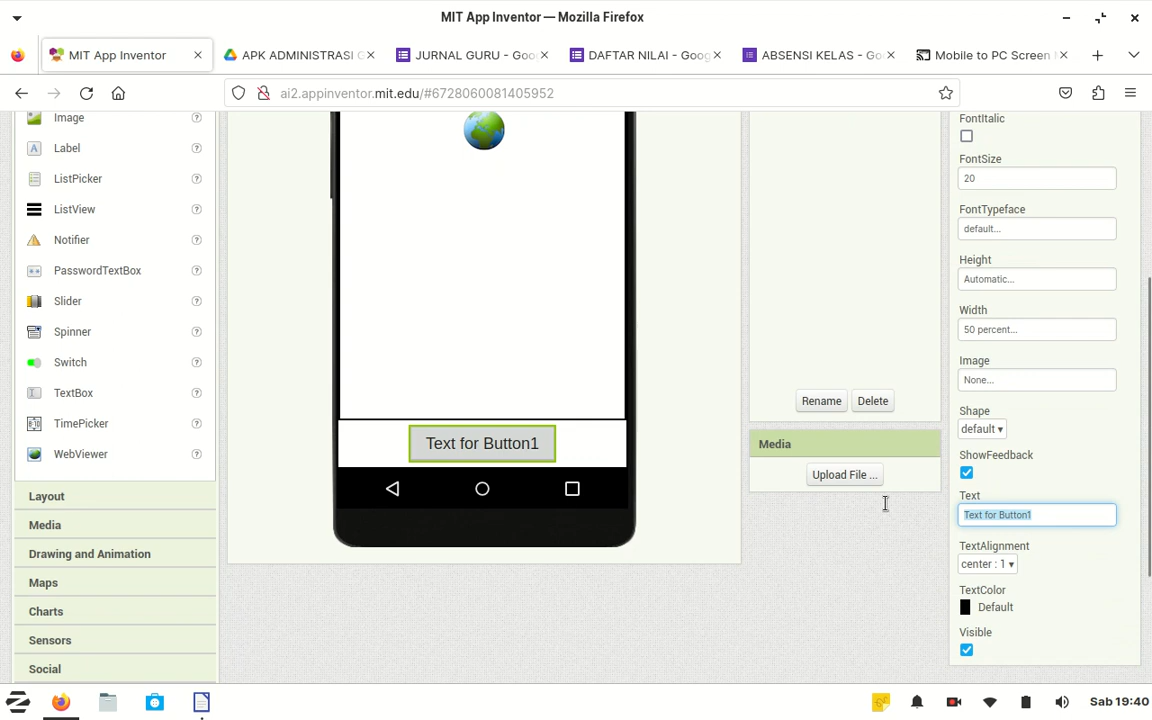 MIT App Inventor — Mozilla Firefox
MIT App Inventor
APK ADMINISTRASI G
JURNAL GURU - Goo
DAFTAR NILAI - Goog
ABSENSI KELAS - Go
Mobile to PC Screen
ai2.appinventor.mit.edu/#6728060081405952
Image
Label
ListPicker
ListView
Notifier
PasswordTextBox
Slider
Spinner
Switch
TextBox
TimePicker
WebViewer
Layout
Media
Drawing and Animation
Maps
Charts
Sensors
Social
Text for Button1
Rename
Delete
Media
Upload File ...
FontItalic
FontSize
20
FontTypeface
default...
Height
Automatic...
Width
50 percent...
Image
None...
Shape
default
ShowFeedback
Text
Text for Button1
TextAlignment
center : 1
TextColor
Default
Visible
Sab 19:40